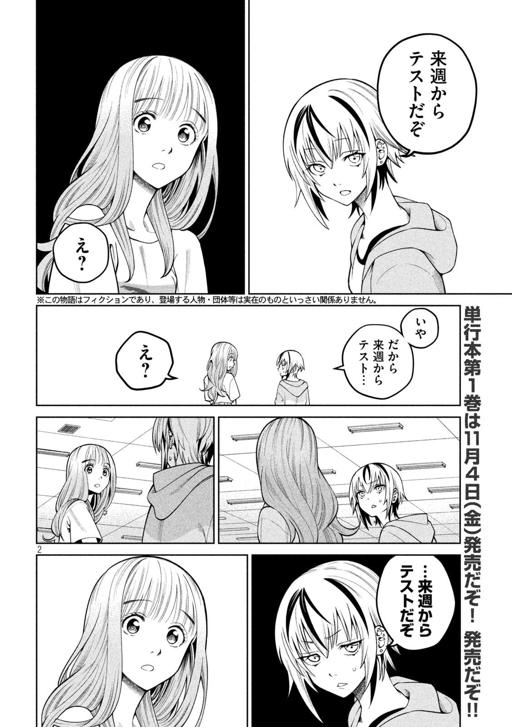 来週から
テストだぞ
え？
※この物語はフィクションであり、登場する人物・団体等は実在のものといっさい関係ありません。
単行本第1巻は11月4日(金)発売だぞ！ 発売だぞ!!
いや
だから
来週から
テスト…
え？
…来週から
テストだぞ
2